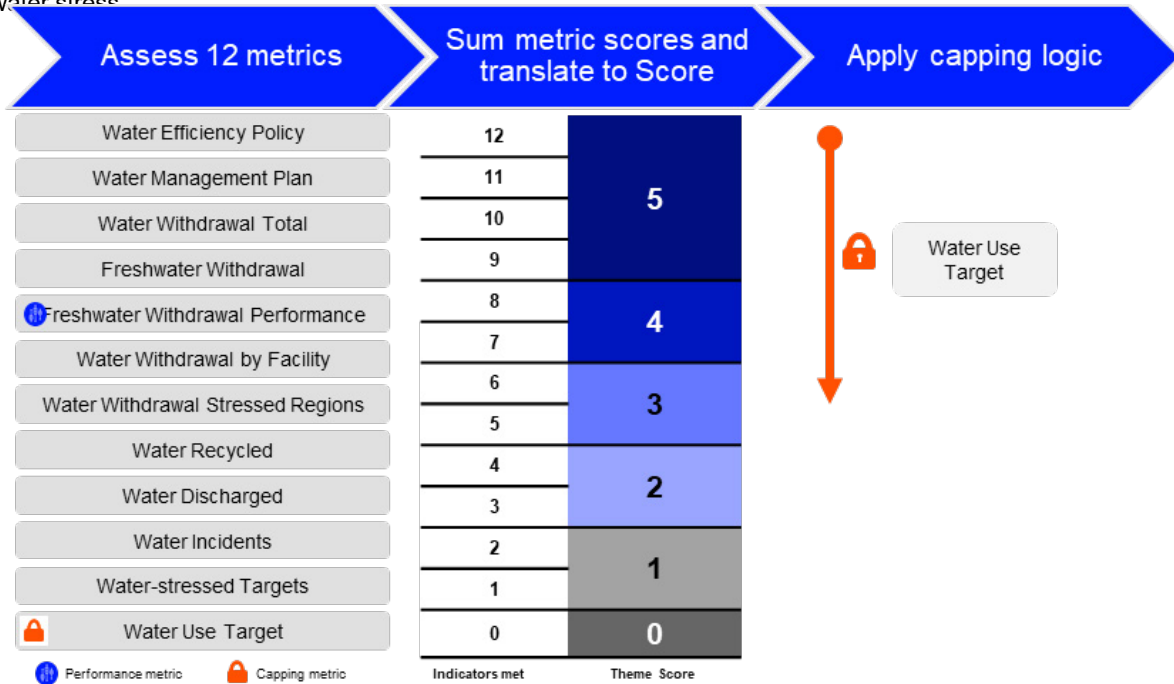 water stress
Assess 12 metrics
Sum metric scores and
translate to Score
Apply capping logic
Water Efficiency Policy
Water Management Plan
Water Withdrawal Total
Freshwater Withdrawal
Freshwater Withdrawal Performance
Water Withdrawal by Facility
Water Withdrawal Stressed Regions
Water Recycled
Water Discharged
Water Incidents
Water-stressed Targets
Water Use Target
Performance metric
Capping metric
12
11
10
9
8
7
6
5
4
3
2
1
0
Indicators met
5
4
3
2
1
0
Theme Score
Water Use
Target